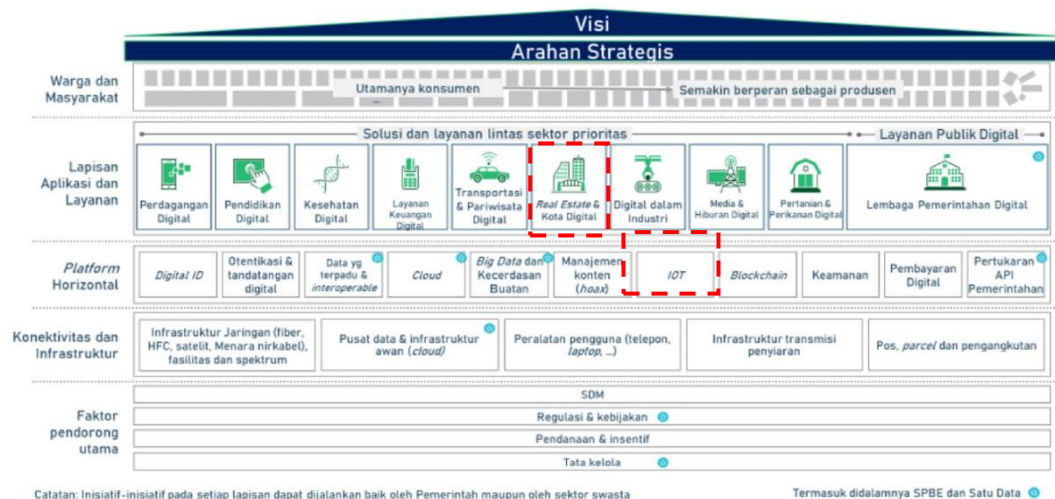 Visi
Arahan Strategis
Warga dan
Masyarakat
Utamanya konsumen
Semakin berperan sebagai produsen
Solusi dan layanan lintas sektor prioritas
Layanan Publik Digital
Lapisan
Aplikasi dan
Layanan
Perdagangan
Digital
Pendidikan
Digital
Kesehatan
Digital
Layanan
Keuangan
Digital
Transportasi
& Pariwisata
Digital
Real Estate &
Kota Digital
Digital dalam
Industri
Media &
Hiburan Digital
Pertanian &
Perikanan Digital
Lembaga Pemerintahan Digital
Platform
Horizontal
Digital ID
Otentikasi &
tandatangan
digital
Data yg
terpadu &
interoperable
Cloud
Big Data dan
Kecerdasan
Buatan
Manajemen
konten
(hoax)
IOT
Blockchain
Keamanan
Pembayaran
Digital
Pertukaran
API
Pemerintahan
Konektivitas dan
Infrastruktur
Infrastruktur Jaringan (fiber,
HFC, satelit, Menara nirkabel),
fasilitas dan spektrum
Pusat data & infrastruktur
awan (cloud)
Peralatan pengguna (telepon,
laptop, ...)
Infrastruktur transmisi
penyiaran
Pos, parcel dan pengangkutan
Faktor
pendorong
utama
SDM
Regulasi & kebijakan
Pendanaan & insentif
Tata kelola
Catatan: Inisiatif-inisiatif pada setiap lapisan dapat dijalankan baik oleh Pemerintah maupun oleh sektor swasta
Termasuk didalamnya SPBE dan Satu Data